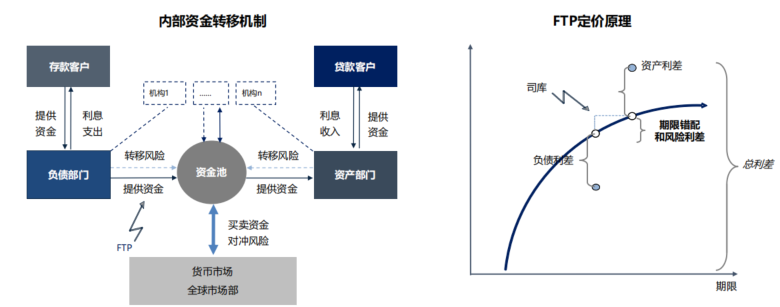 内部资金转移机制
存款客户
贷款客户
机构1
......
机构n
提供
资金
利息
支出
利息
收入
提供
资金
转移风险
转移风险
负债部门
资金池
资产部门
提供资金
提供资金
FTP
买卖资金
对冲风险
货币市场
全球市场部
FTP定价原理
资产利差
司库
期限错配
和风险利差
负债利差
总利差
期限